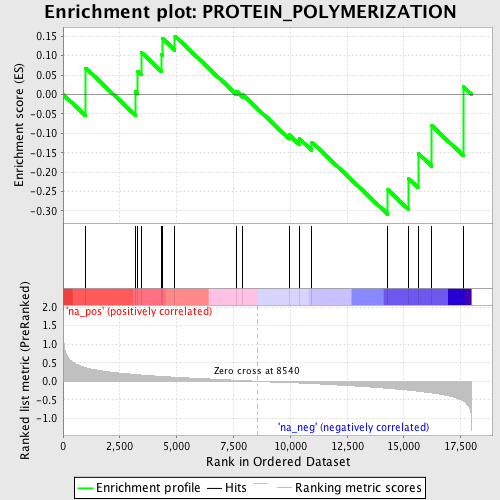 Enrichment plot: PROTEIN_POLYMERIZATION
Enrichment score (ES)
0.15
0.10
0.05
0.00
-0.05
-0.10
-0.15
-0.20
-0.25
-0.30
'na_pos' (positively correlated)
Ranked list metric (PreRanked)
2.0
1.5
1.0
0.5
0.0
-0.5
-1.0
Zero cross at 8540
'na_neg' (negatively correlated)
0
2,500
5,000
7,500
10,000
12,500
15,000
17,500
Rank in Ordered Dataset
Enrichment profile
Hits
Ranking metric scores